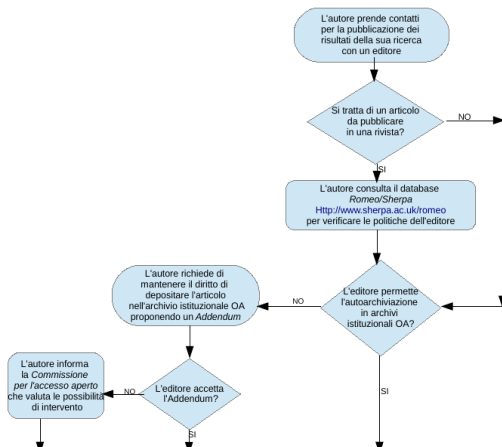 L'autore prende contatti
per la pubblicazione dei
risultati della sua ricerca
con un editore
Si tratta di un articolo
da pubblicare
in una rivista?
NO
SI
L'autore consulta il database
Romeo/Sherpa
Http://www.sherpa.ac.uk/romeo
per verificare le politiche dell'editore
L'editore permette
l'autoarchiviazione
in archivi
istituzionali OA?
NO
L'autore richiede di
mantenere il diritto di
depositare l'articolo
nell'archivio istituzionale OA
proponendo un Addendum
SI
L'editore accetta
l'Addendum?
NO
L'autore informa
la Commissione
per l'accesso aperto
che valuta le possibilità
di intervento
SI